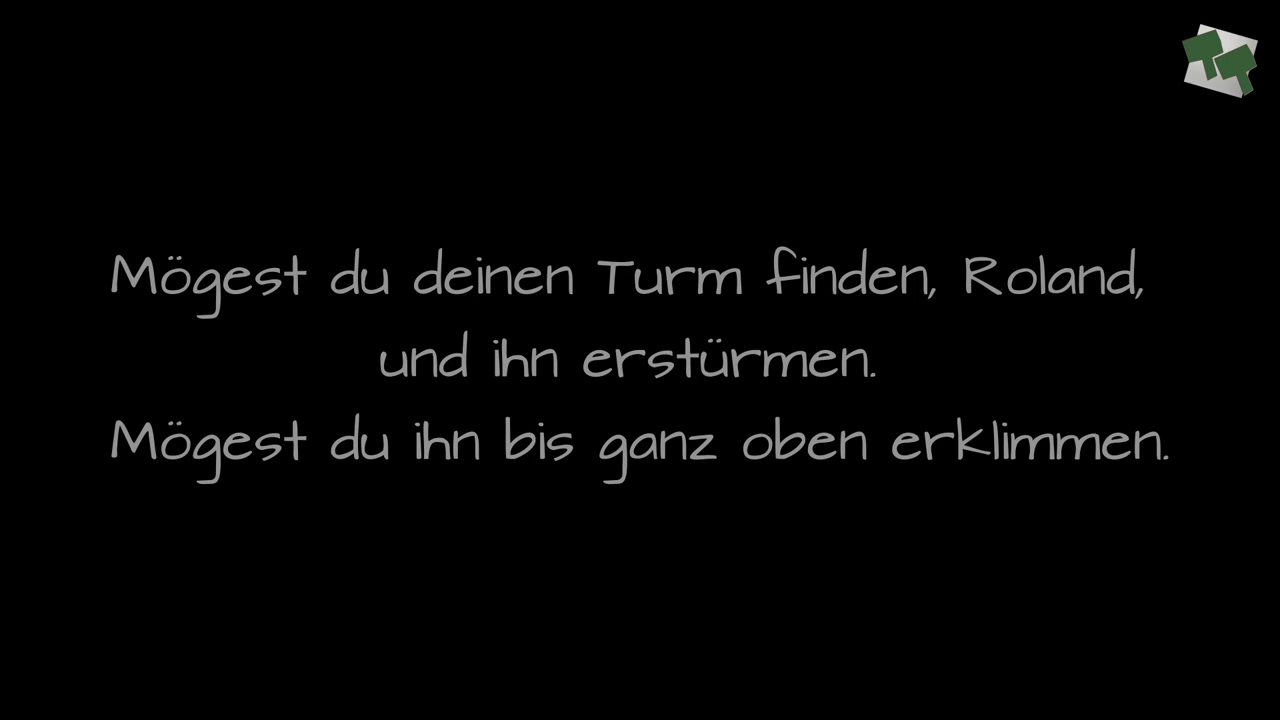 Mögest du deinen Turm finden, Roland,
und ihn erstürmen.
Mögest du ihn bis ganz oben erklimmen.